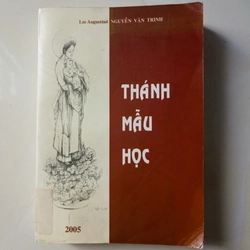 Lm Augustinô NGUYỄN VĂN TRINH
THÁNH
MẪU
HỌC
2005